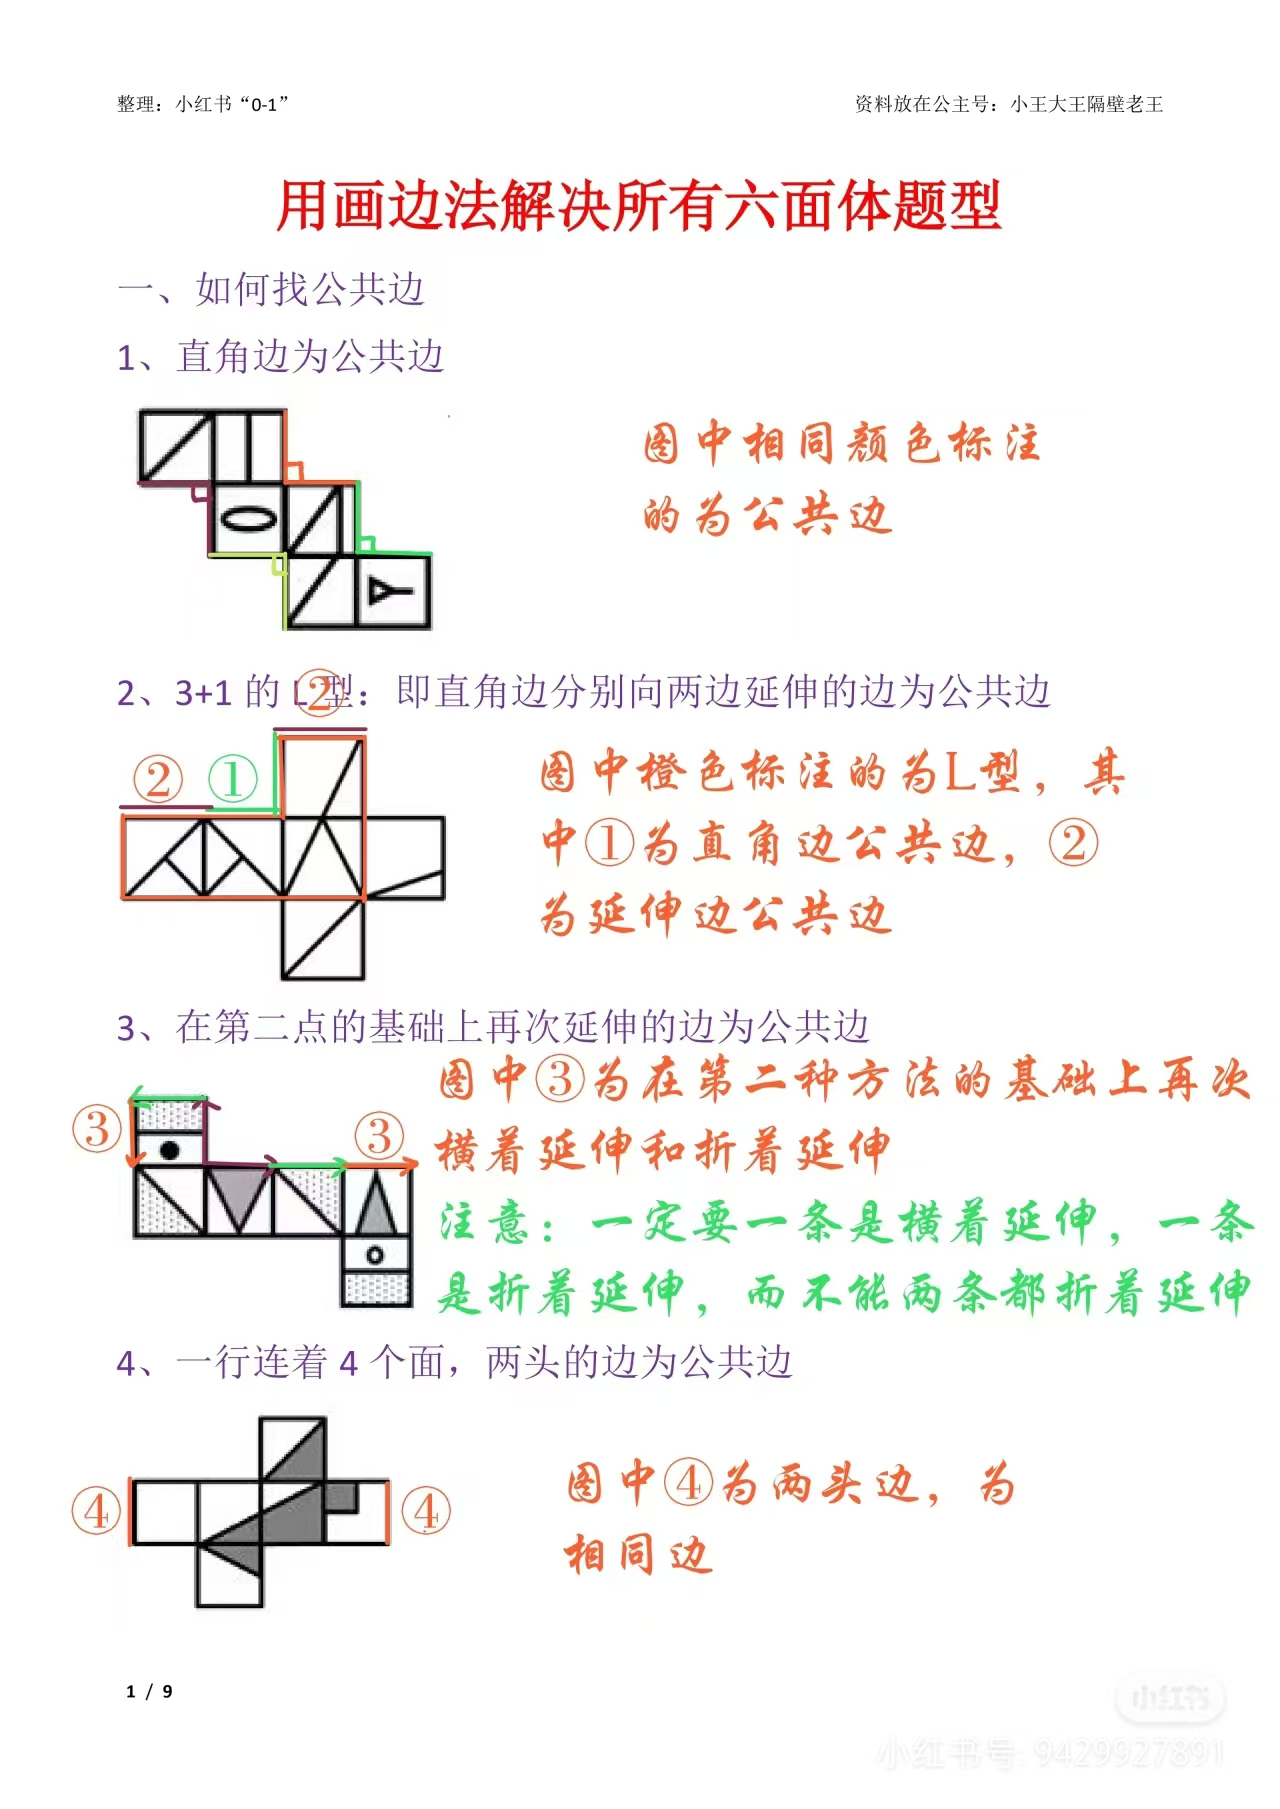 整理：小红书“0-1”
资料放在公主号：小王大王隔壁老王
用画边法解决所有六面体题型
一、如何找公共边
1、直角边为公共边
图中相同颜色标注
的为公共边
2、3+1 的 L 型：即直角边分别向两边延伸的边为公共边
②
② ①
图中橙色标注的为L型，其
中①为直角边公共边，②
为延伸边公共边
3、在第二点的基础上再次延伸的边为公共边
③ ③
图中③为在第二种方法的基础上再次
横着延伸和折着延伸
注意：一定要一条是横着延伸，一条
是折着延伸，而不能两条都折着延伸
4、一行连着 4 个面，两头的边为公共边
④ ④
图中④为两头边，为
相同边
1 / 9
小红书
小红书号: 9429927891